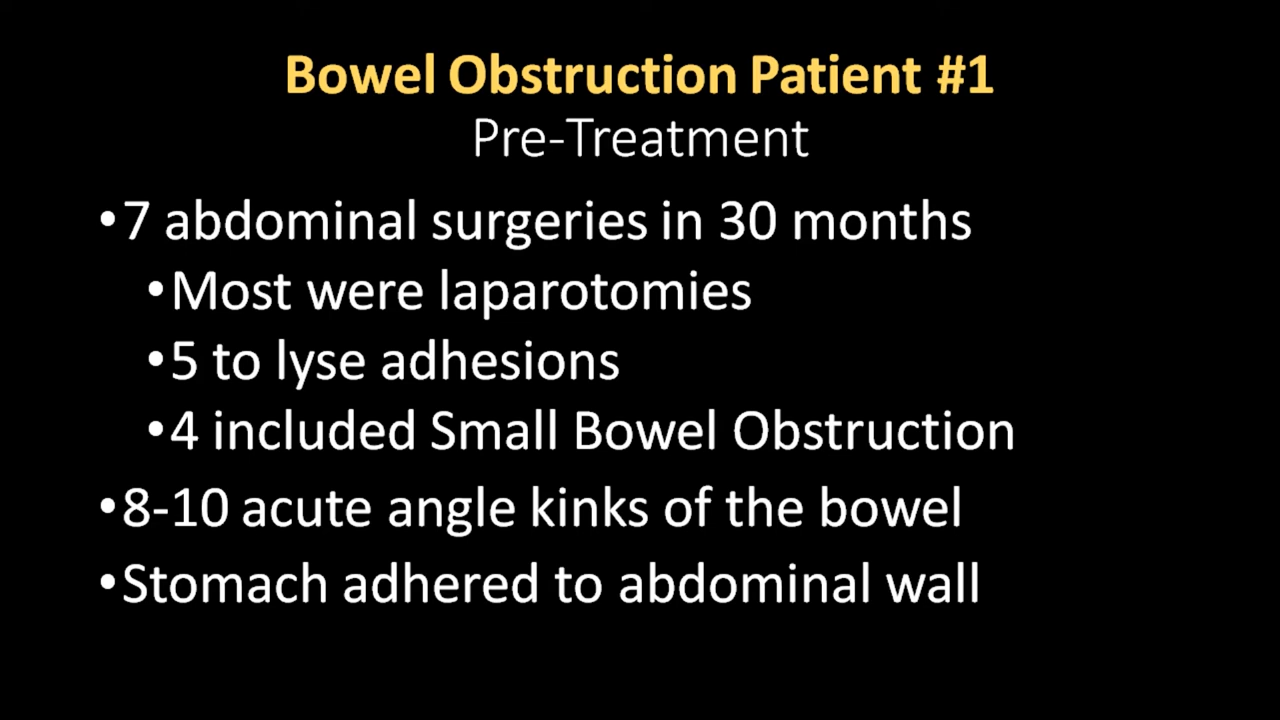 Bowel Obstruction Patient #1
Pre-Treatment
•7 abdominal surgeries in 30 months
•Most were laparotomies
•5 to lyse adhesions
•4 included Small Bowel Obstruction
•8-10 acute angle kinks of the bowel
•Stomach adhered to abdominal wall